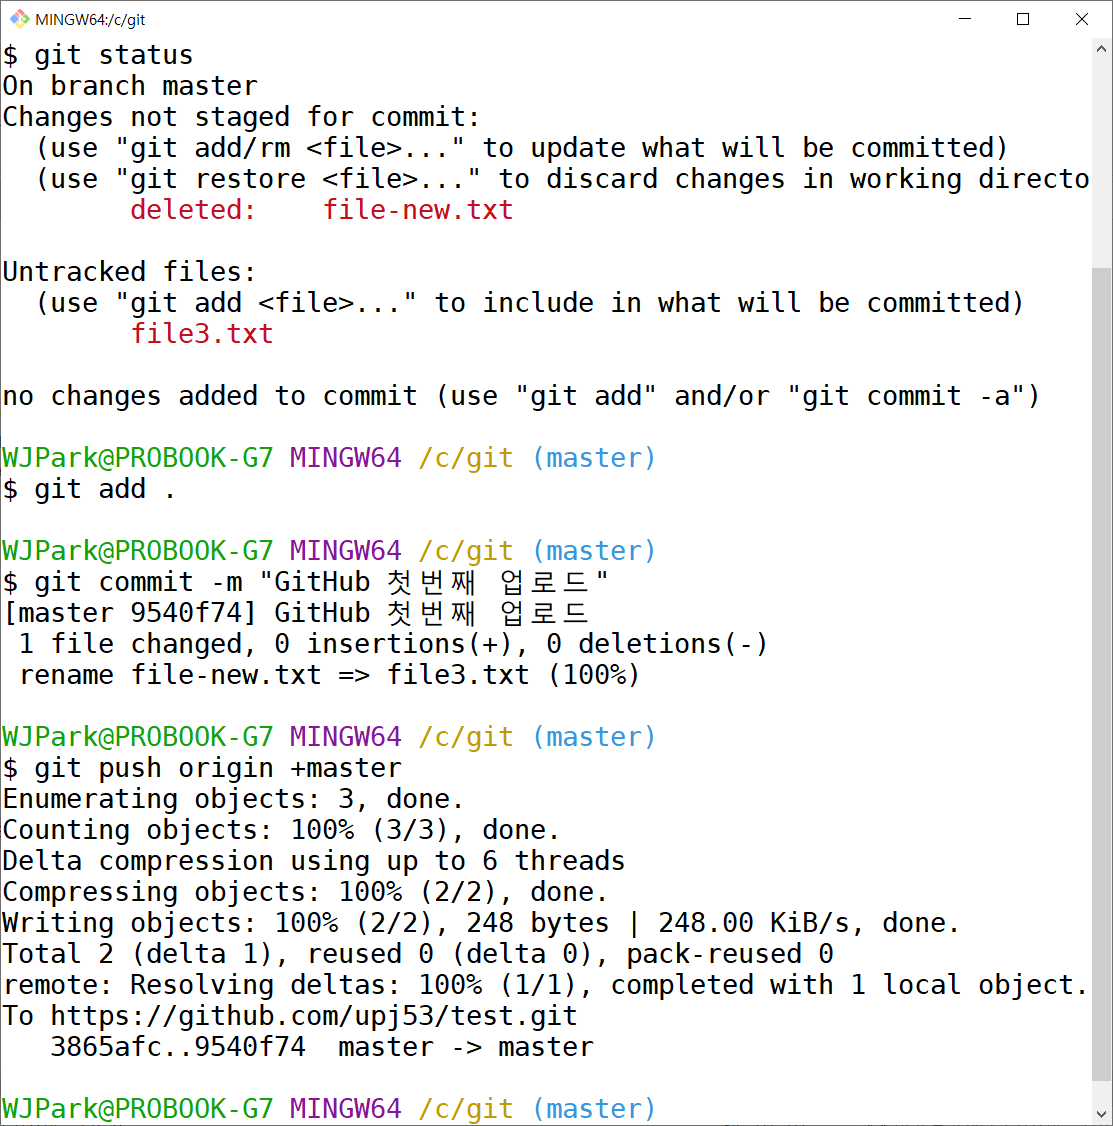 MINGW64:/c/git
$ git status
On branch master
Changes not staged for commit:
  (use "git add/rm <file>..." to update what will be committed)
  (use "git restore <file>..." to discard changes in working directo
        deleted:    file-new.txt
Untracked files:
  (use "git add <file>..." to include in what will be committed)
        file3.txt
no changes added to commit (use "git add" and/or "git commit -a")
WJPark@PROBOOK-G7 MINGW64 /c/git (master)
$ git add .
WJPark@PROBOOK-G7 MINGW64 /c/git (master)
$ git commit -m "GitHub 첫번째 업로드"
[master 9540f74] GitHub 첫번째 업로드
 1 file changed, 0 insertions(+), 0 deletions(-)
 rename file-new.txt => file3.txt (100%)
WJPark@PROBOOK-G7 MINGW64 /c/git (master)
$ git push origin +master
Enumerating objects: 3, done.
Counting objects: 100% (3/3), done.
Delta compression using up to 6 threads
Compressing objects: 100% (2/2), done.
Writing objects: 100% (2/2), 248 bytes | 248.00 KiB/s, done.
Total 2 (delta 1), reused 0 (delta 0), pack-reused 0
remote: Resolving deltas: 100% (1/1), completed with 1 local object.
To https://github.com/upj53/test.git
   3865afc..9540f74  master -> master
WJPark@PROBOOK-G7 MINGW64 /c/git (master)